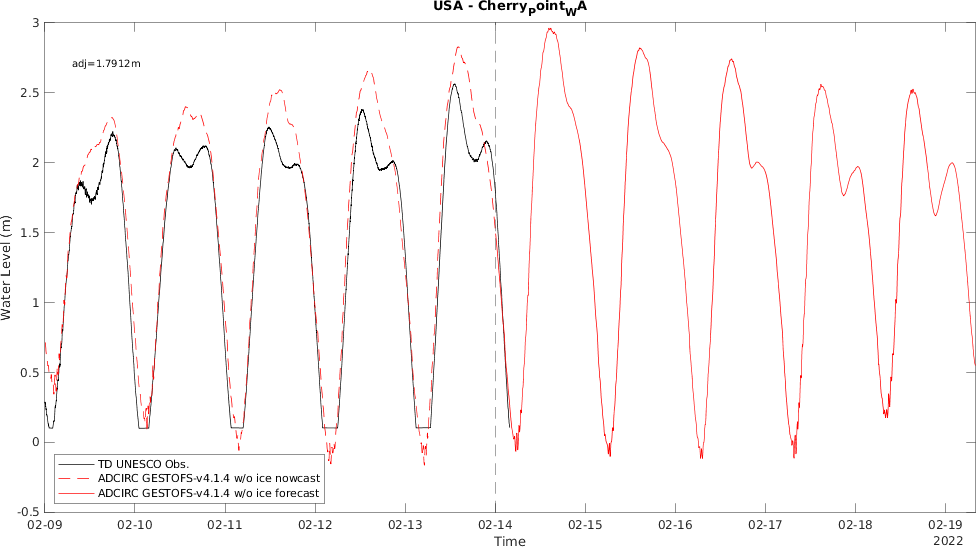 USA - Cherry_Point_WA
3
adj=1.7912m
2.5
2
1.5
1
0.5
0
-0.5
Water Level (m)
TD UNESCO Obs.
ADCIRC GESTOFS-v4.1.4 w/o ice nowcast
ADCIRC GESTOFS-v4.1.4 w/o ice forecast
02-09 02-10 02-11 02-12 02-13 02-14 02-15 02-16 02-17 02-18 02-19
Time
2022